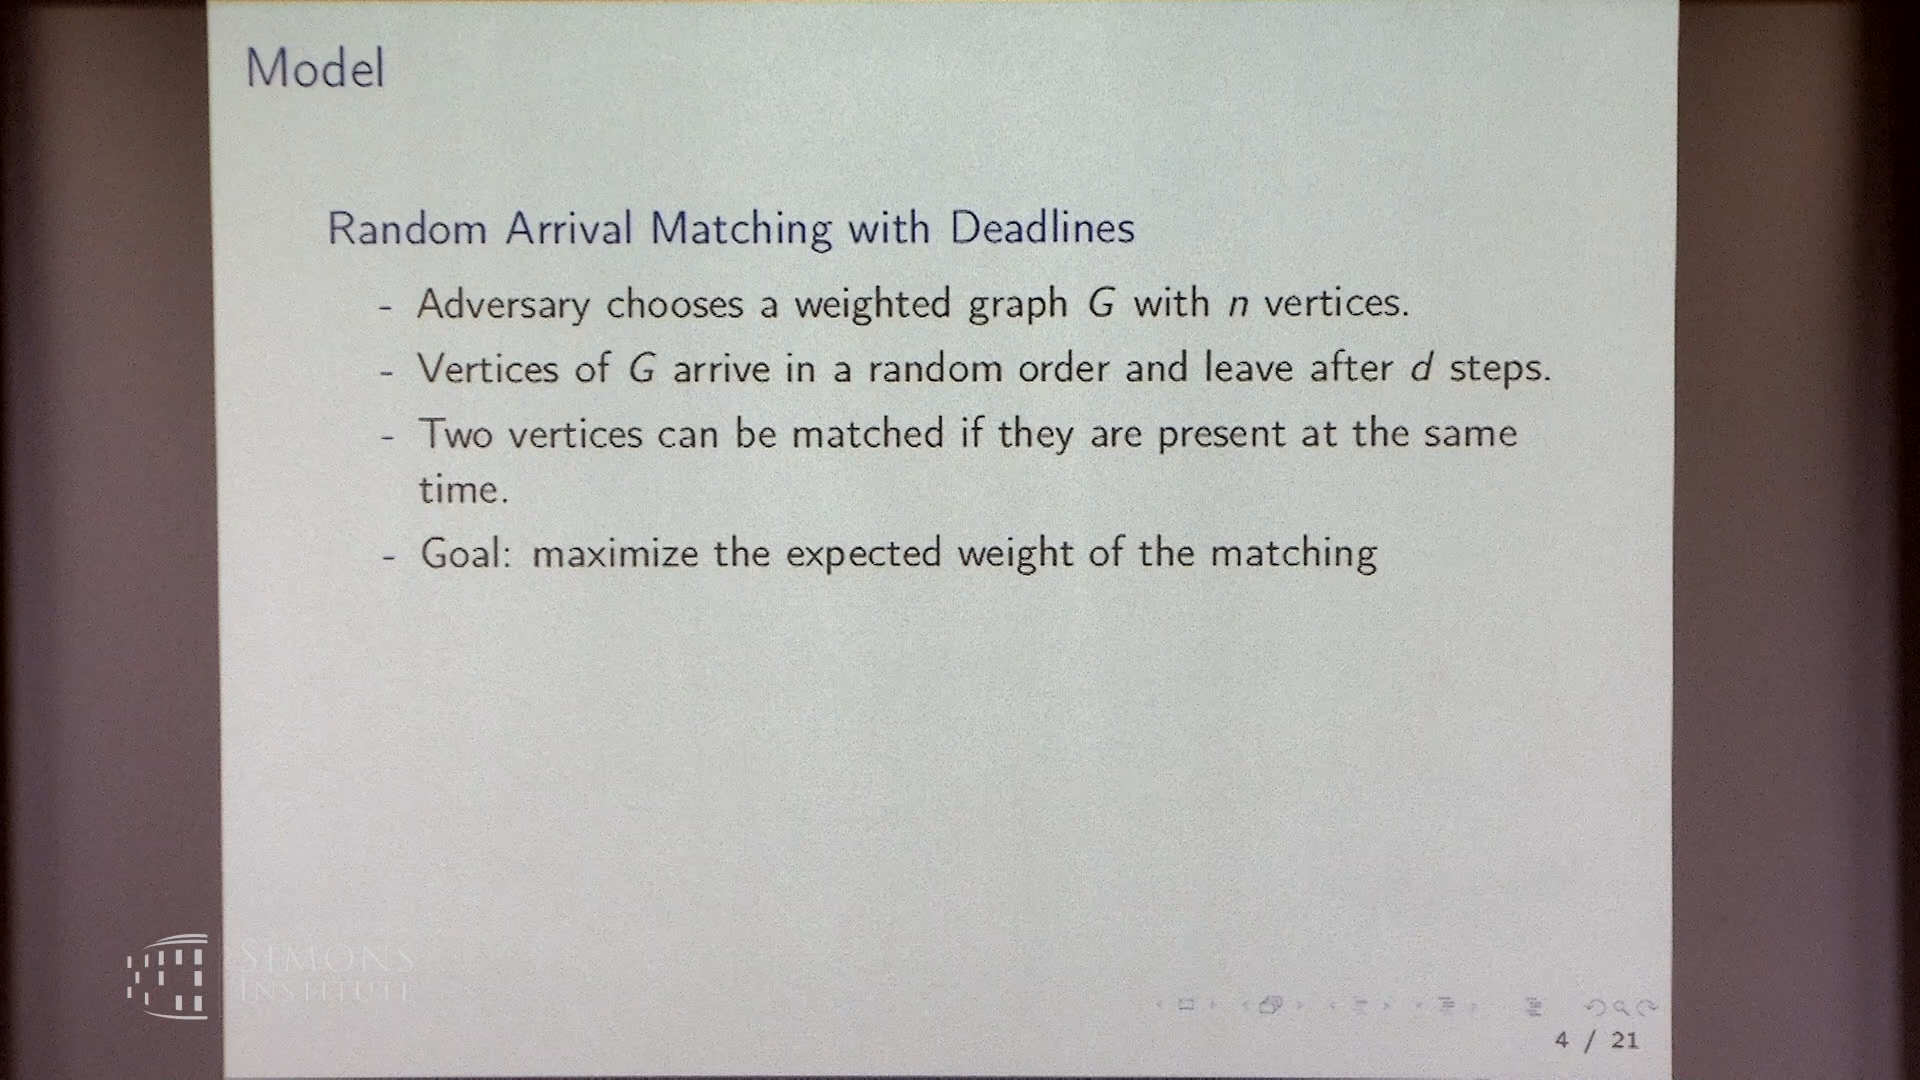 Model
Random Arrival Matching with Deadlines
- Adversary chooses a weighted graph G with n vertices.
- Vertices of G arrive in a random order and leave after d steps.
- Two vertices can be matched if they are present at the same
time.
- Goal: maximize the expected weight of the matching
SIMONS
INSTITUTE
4 / 21